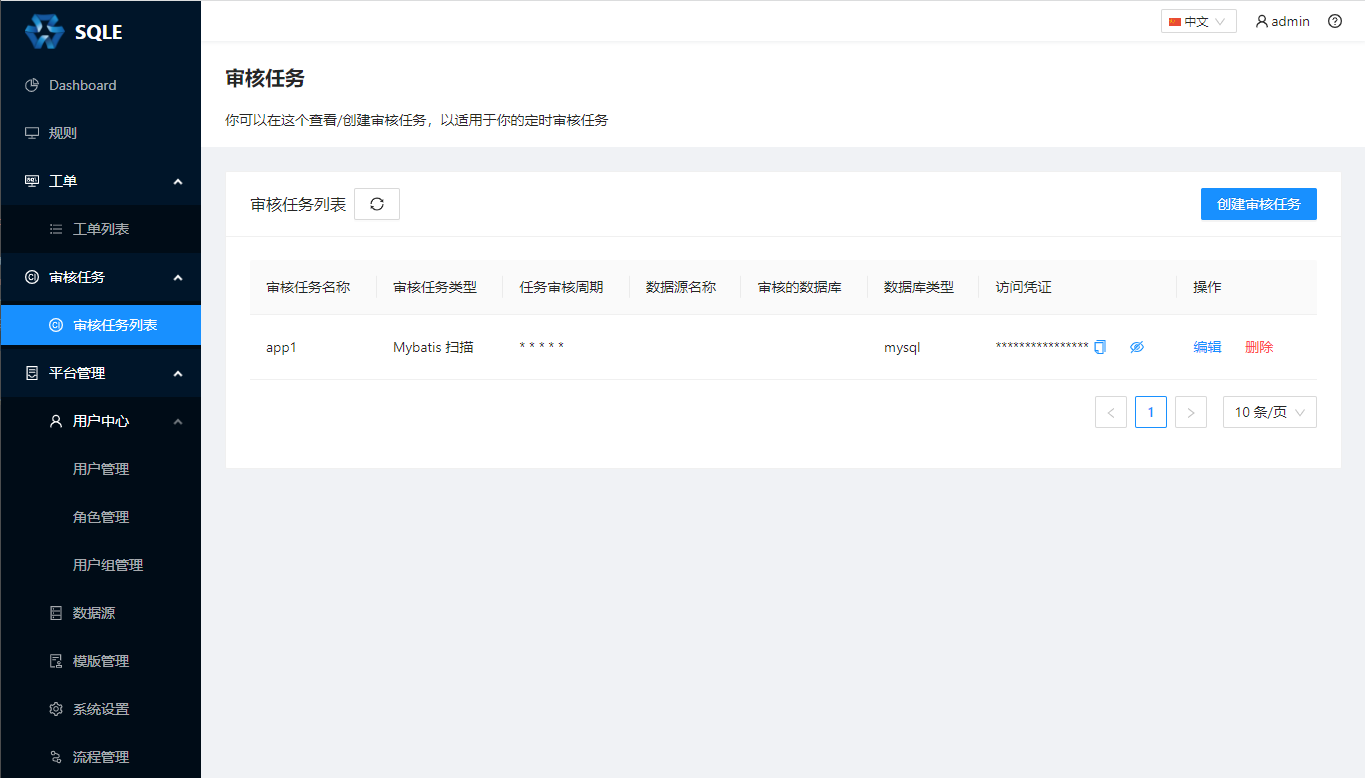 SQLE
中文
admin
Dashboard
规则
工单
工单列表
审核任务
审核任务列表
平台管理
用户中心
用户管理
角色管理
用户组管理
数据源
模版管理
系统设置
流程管理
审核任务
你可以在这个查看/创建审核任务，以适用于你的定时审核任务
审核任务列表
创建审核任务
审核任务名称 审核任务类型 任务审核周期 数据源名称 审核的数据库 数据库类型 访问凭证 操作
app1 Mybatis 扫描 * * * * * mysql **************** 编辑 删除
< 1 > 10 条/页